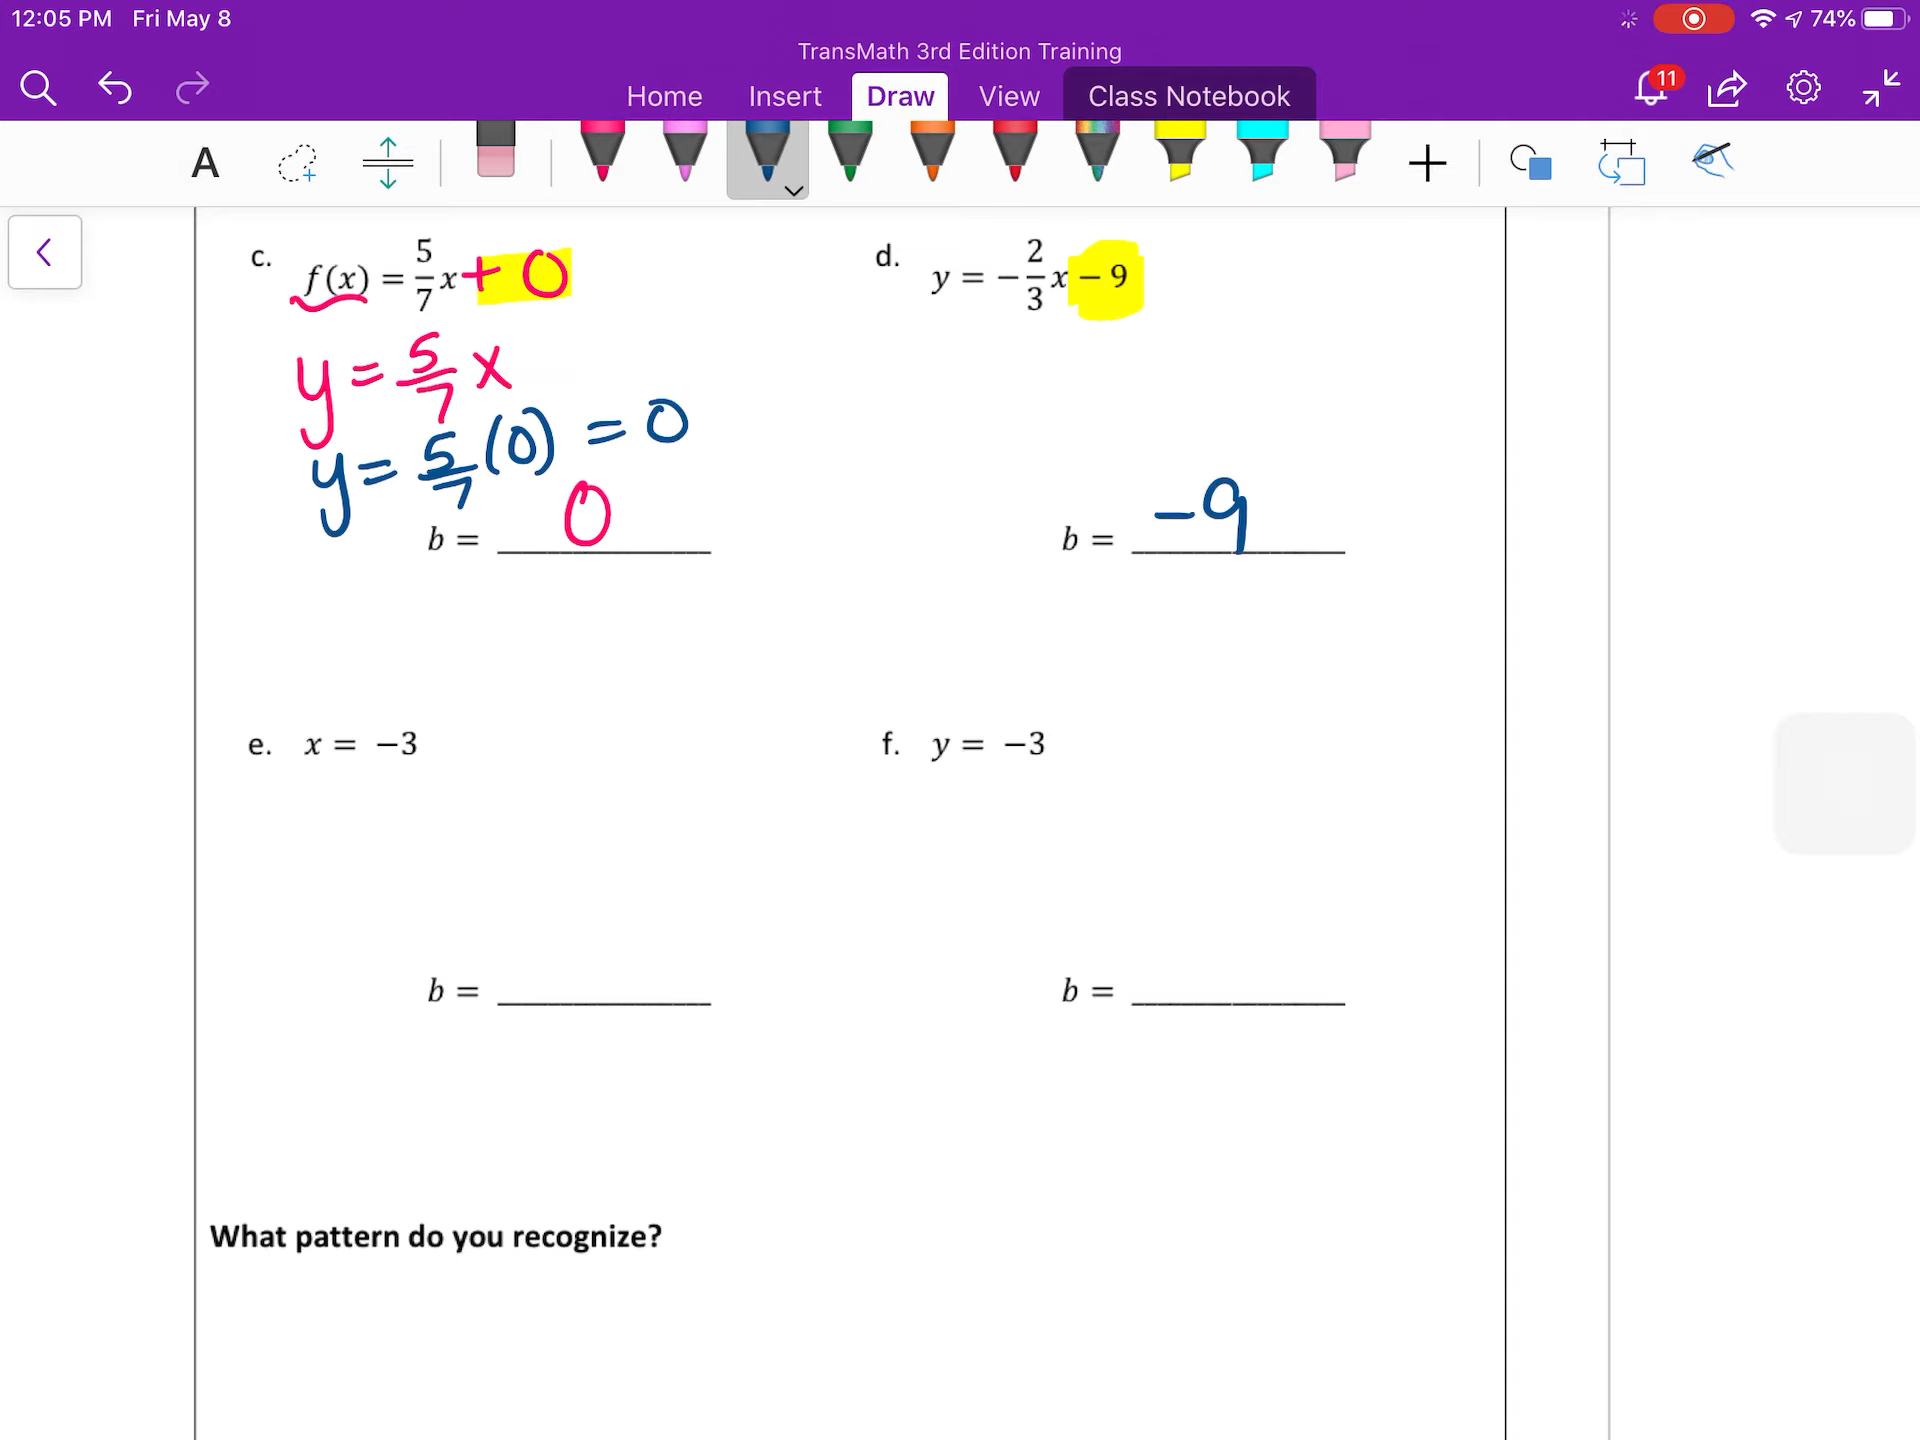 12:05 PM Fri May 8
74%
TransMath 3rd Edition Training
Home Insert Draw View Class Notebook
11
A
c. f(x) = 5/7 x + 0
d. y = −2/3 x − 9
y = 5/7 x
y = 5/7 (0) = 0
b = 0
b = −9
e. x = −3
f. y = −3
b = ______________
b = ______________
What pattern do you recognize?